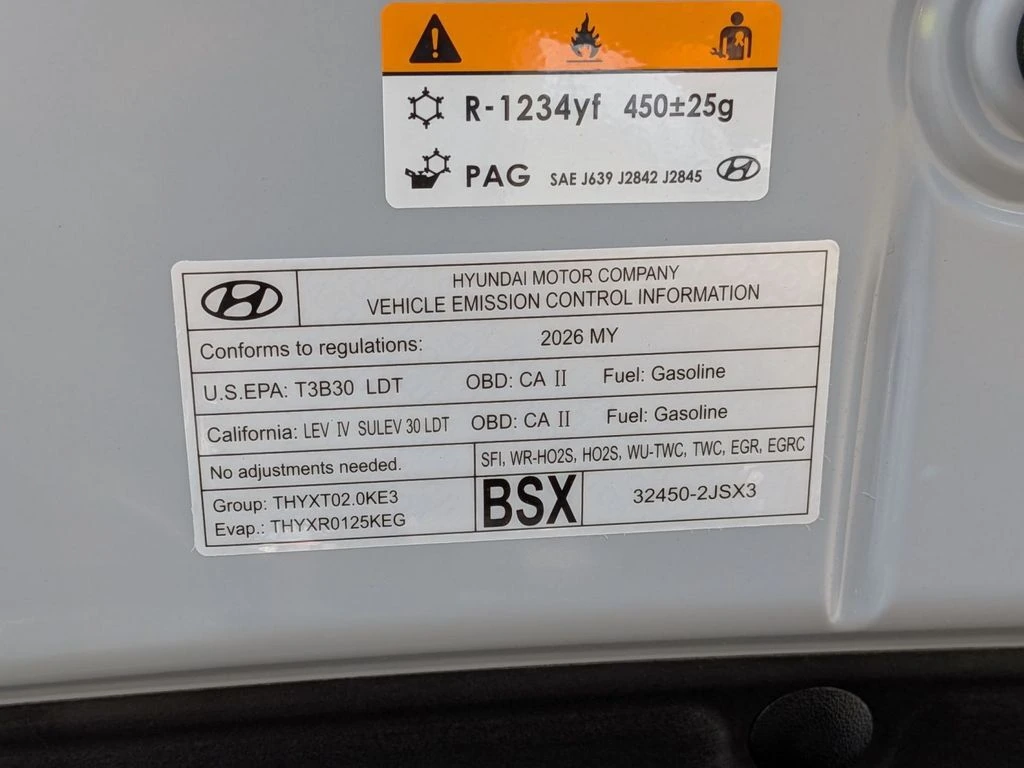 R-1234yf 450±25g
PAG SAE J639 J2842 J2845
HYUNDAI MOTOR COMPANY
VEHICLE EMISSION CONTROL INFORMATION
Conforms to regulations: 2026 MY
U.S.EPA: T3B30 LDT OBD: CA II Fuel: Gasoline
California: LEV IV SULEV 30 LDT OBD: CA II Fuel: Gasoline
No adjustments needed. SFI, WR-HO2S, HO2S, WU-TWC, TWC, EGR, EGRC
Group: THYXT02.0KE3
Evap.: THYXR0125KEG
BSX 32450-2JSX3